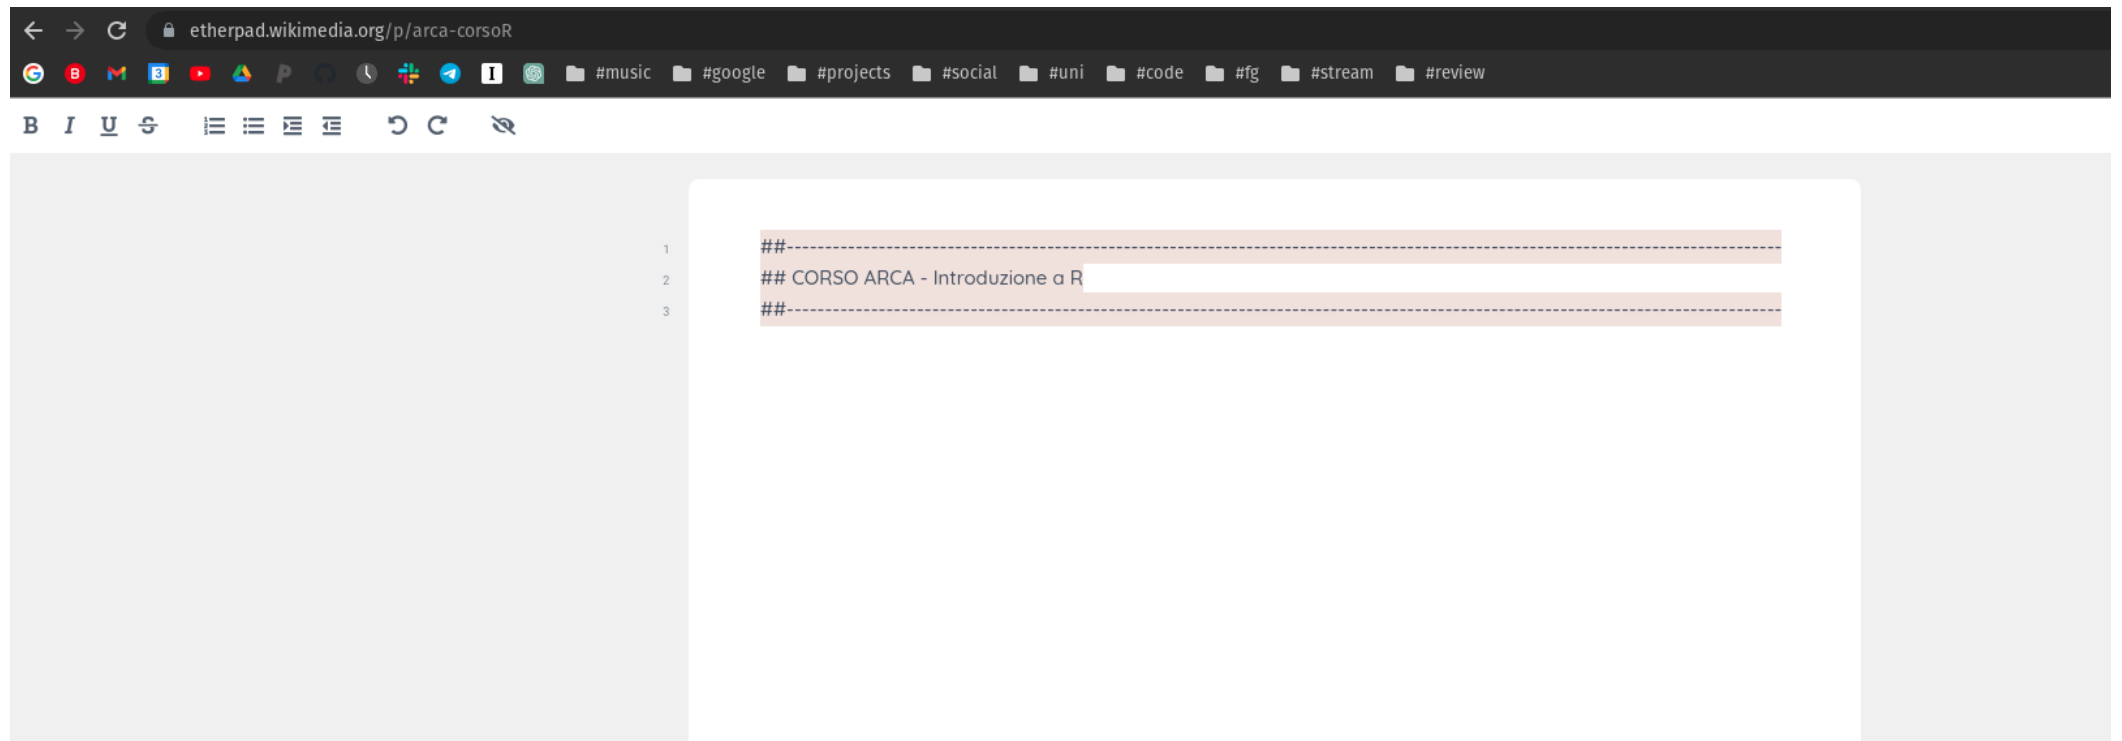 etherpad.wikimedia.org/p/arca-corsoR
G B M 3 P I #music #google #projects #social #uni #code #fg #stream #review
B I U S
1 ##----------------------------------------------------------------------------------------------------------------------------------
2 ## CORSO ARCA - Introduzione a R
3 ##----------------------------------------------------------------------------------------------------------------------------------